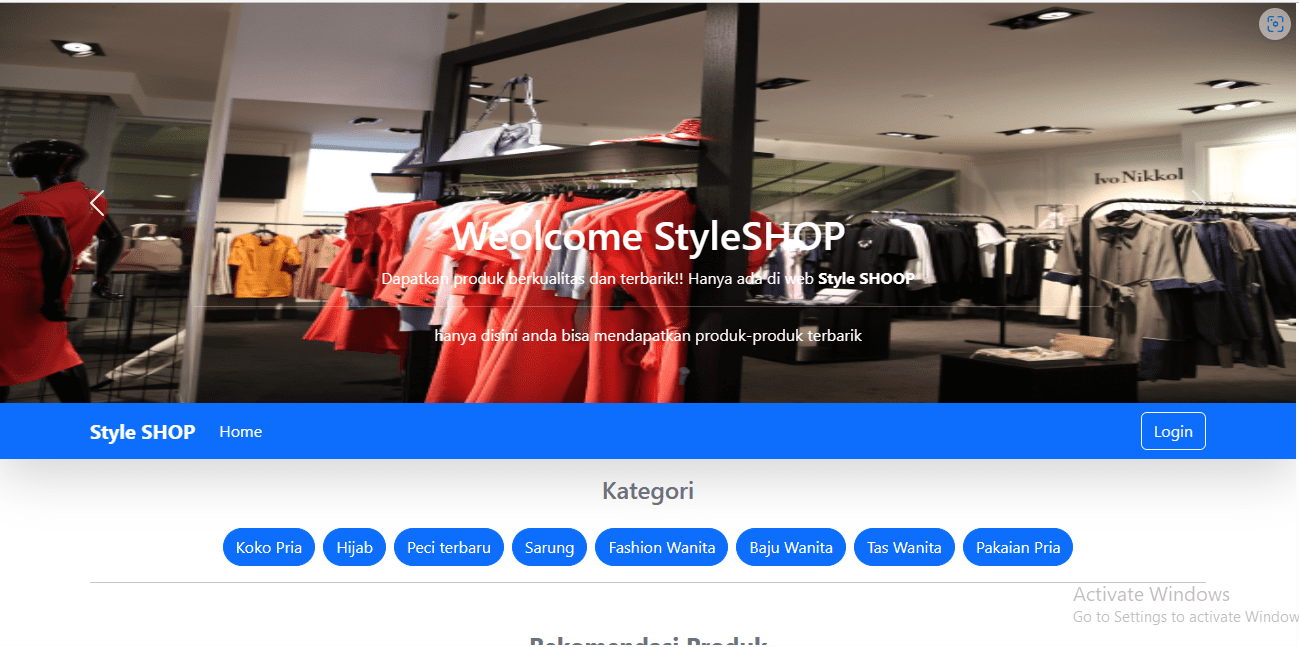 Ivo Nikkol
Weolcome StyleSHOP
Dapatkan produk berkualitas dan terbarik!! Hanya ada di web Style SHOOP
hanya disini anda bisa mendapatkan produk-produk terbarik
Style SHOP Home Login
Kategori
Koko Pria Hijab Peci terbaru Sarung Fashion Wanita Baju Wanita Tas Wanita Pakaian Pria
Activate Windows
Go to Settings to activate Window
Rekomendasi Produk